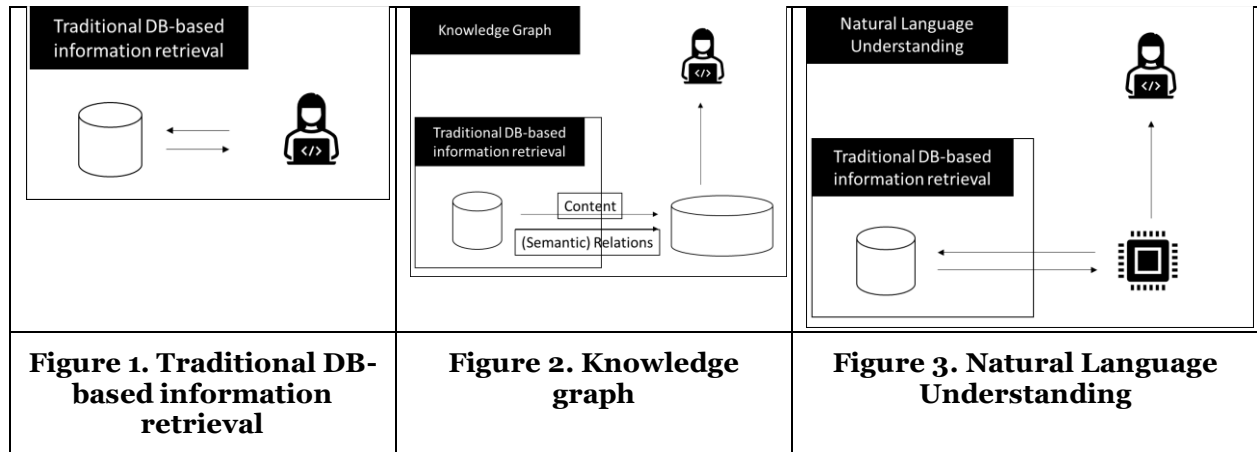 Traditional DB-based
information retrieval
</>
Knowledge Graph
</>
Traditional DB-based
information retrieval
Content
(Semantic) Relations
Natural Language
Understanding
</>
Traditional DB-based
information retrieval
Figure 1. Traditional DB-
based information
retrieval
Figure 2. Knowledge
graph
Figure 3. Natural Language
Understanding